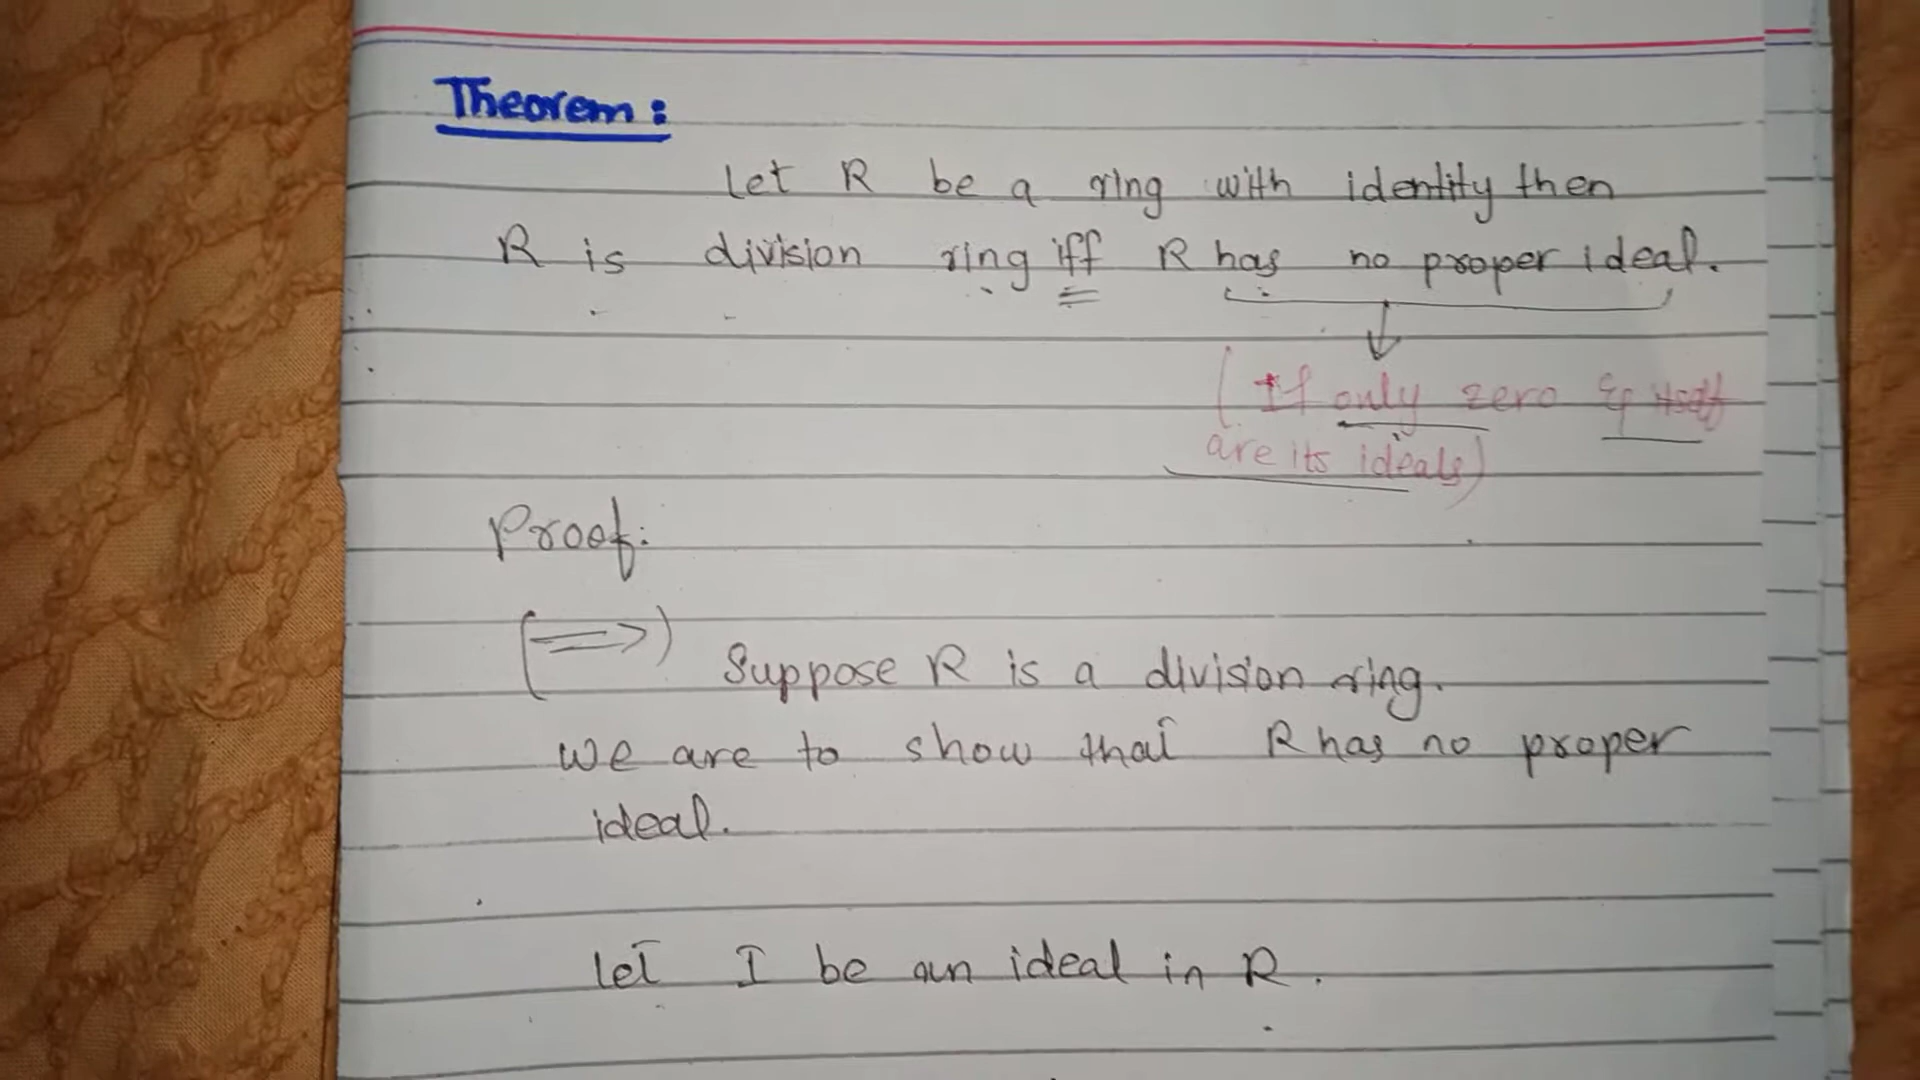 Theorem:
Let R be a ring with identity then
R is division ring iff R has no proper ideal.
(If only zero & itself
are its ideals)
Proof:
(⟹) Suppose R is a division ring.
we are to show that R has no proper
ideal.
Let I be an ideal in R.